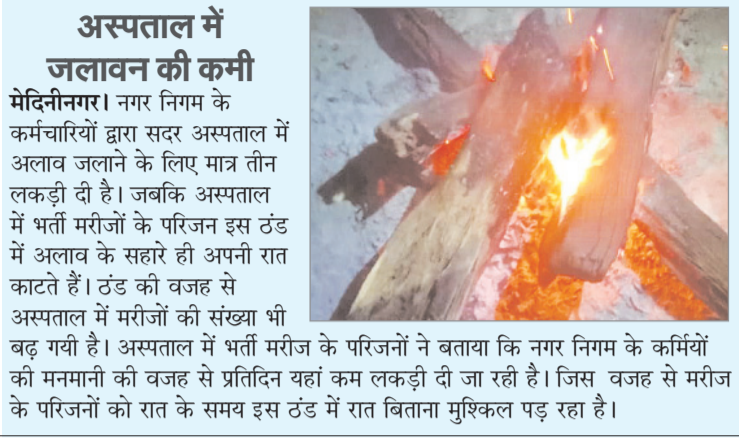 अस्पताल में
जलावन की कमी
मेदिनीनगर। नगर निगम के
कर्मचारियों द्वारा सदर अस्पताल में
अलाव जलाने के लिए मात्र तीन
लकड़ी दी है। जबकि अस्पताल
में भर्ती मरीजों के परिजन इस ठंड
में अलाव के सहारे ही अपनी रात
काटते हैं। ठंड की वजह से
अस्पताल में मरीजों की संख्या भी
बढ़ गयी है। अस्पताल में भर्ती मरीज के परिजनों ने बताया कि नगर निगम के कर्मियों
की मनमानी की वजह से प्रतिदिन यहां कम लकड़ी दी जा रही है। जिस वजह से मरीज
के परिजनों को रात के समय इस ठंड में रात बिताना मुश्किल पड़ रहा है।